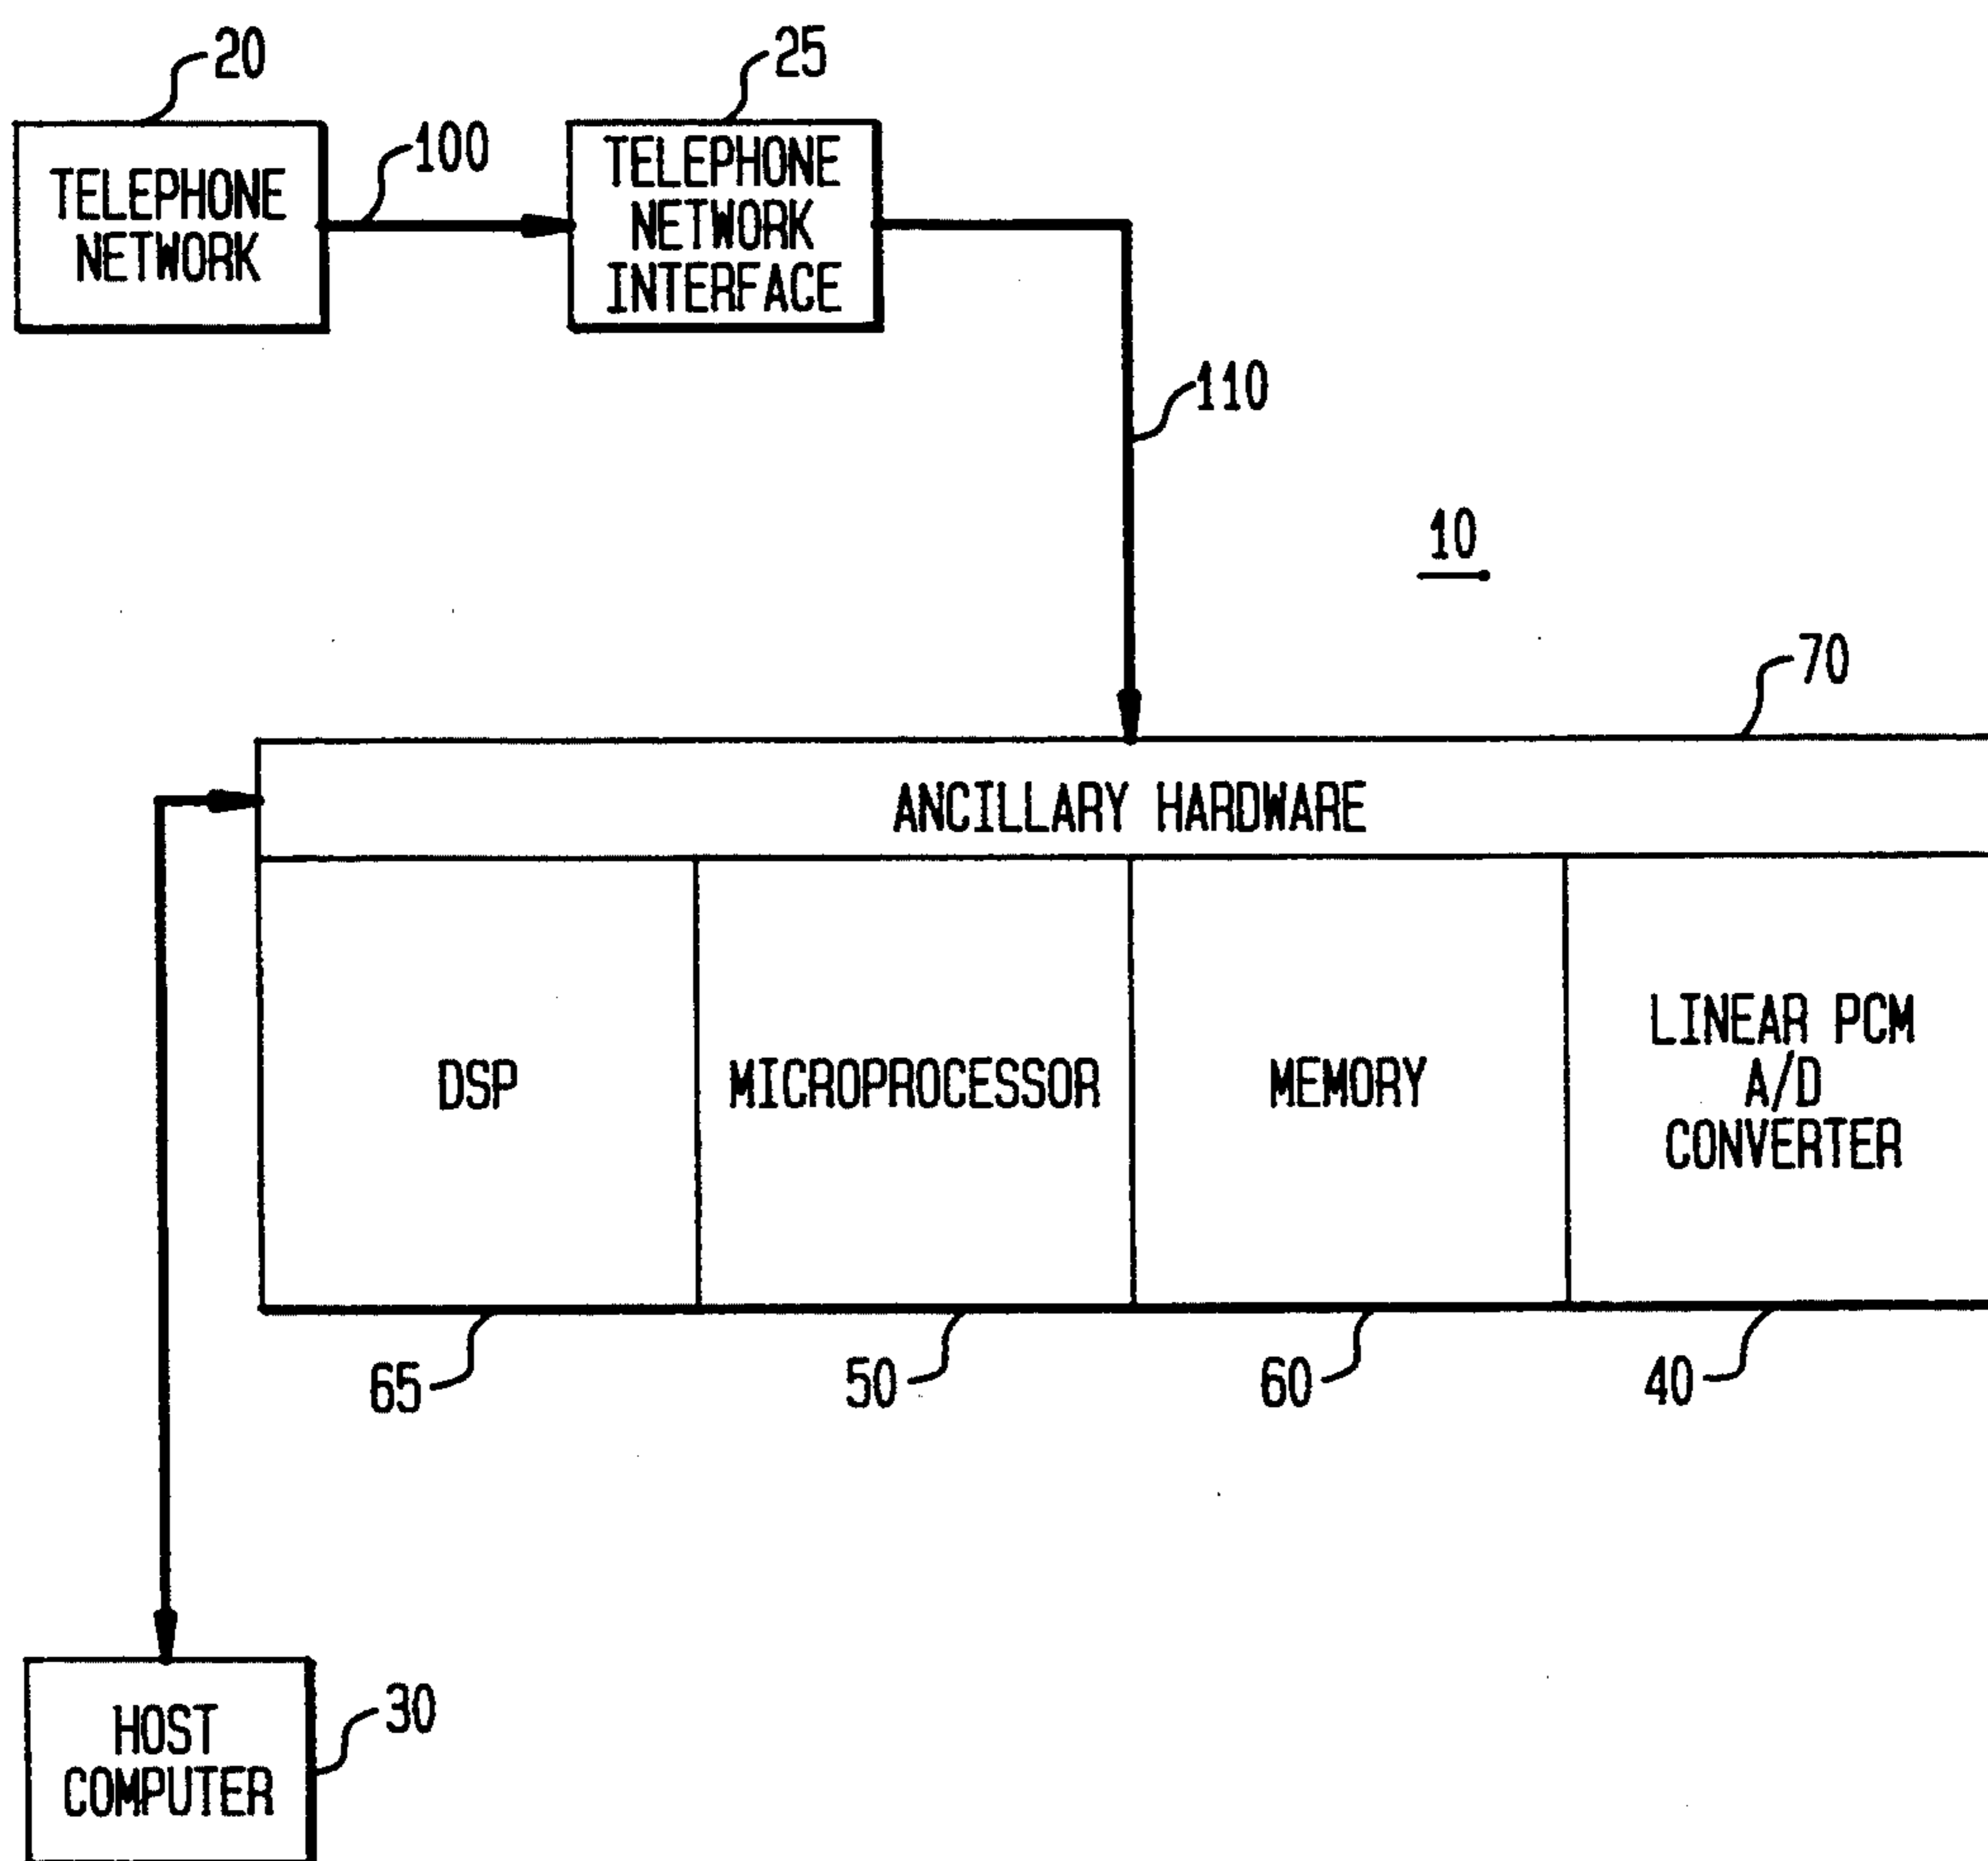 20
25
100
TELEPHONE
NETWORK
TELEPHONE
NETWORK
INTERFACE
110
10
70
ANCILLARY HARDWARE
DSP
MICROPROCESSOR
MEMORY
LINEAR PCM
A/D
CONVERTER
65
50
60
40
HOST
COMPUTER
30